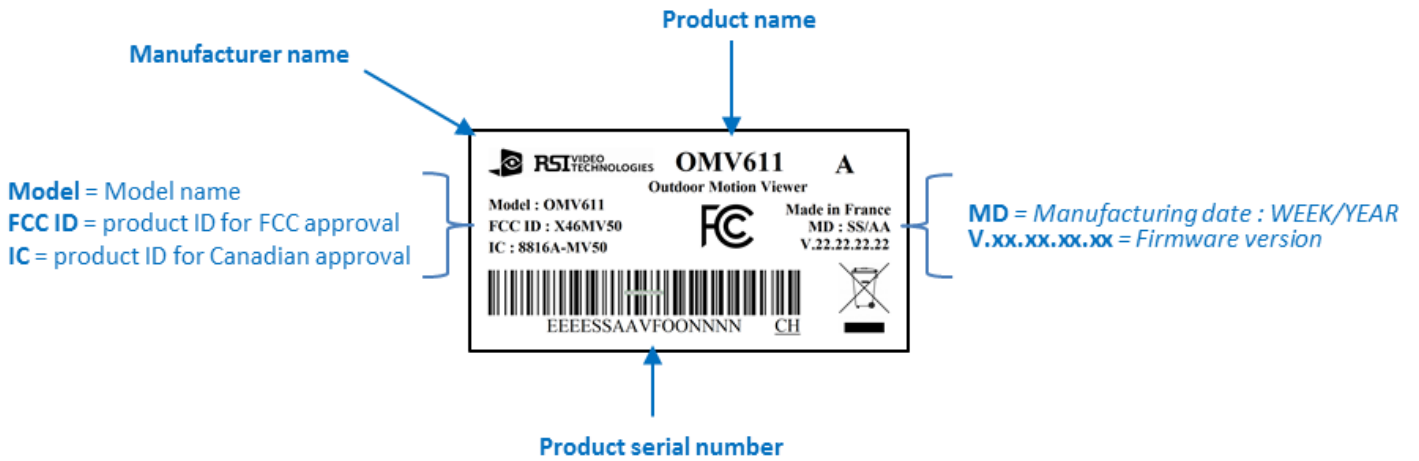 Product name
Manufacturer name
RSI VIDEO TECHNOLOGIES OMV611 A
Outdoor Motion Viewer
Model : OMV611
FCC ID : X46MV50
IC : 8816A-MV50
FC
Made in France
MD : SS/AA
V.22.22.22.22
EEEESSAAVFOONNNN CH
Model = Model name
FCC ID = product ID for FCC approval
IC = product ID for Canadian approval
MD = Manufacturing date : WEEK/YEAR
V.xx.xx.xx.xx = Firmware version
Product serial number